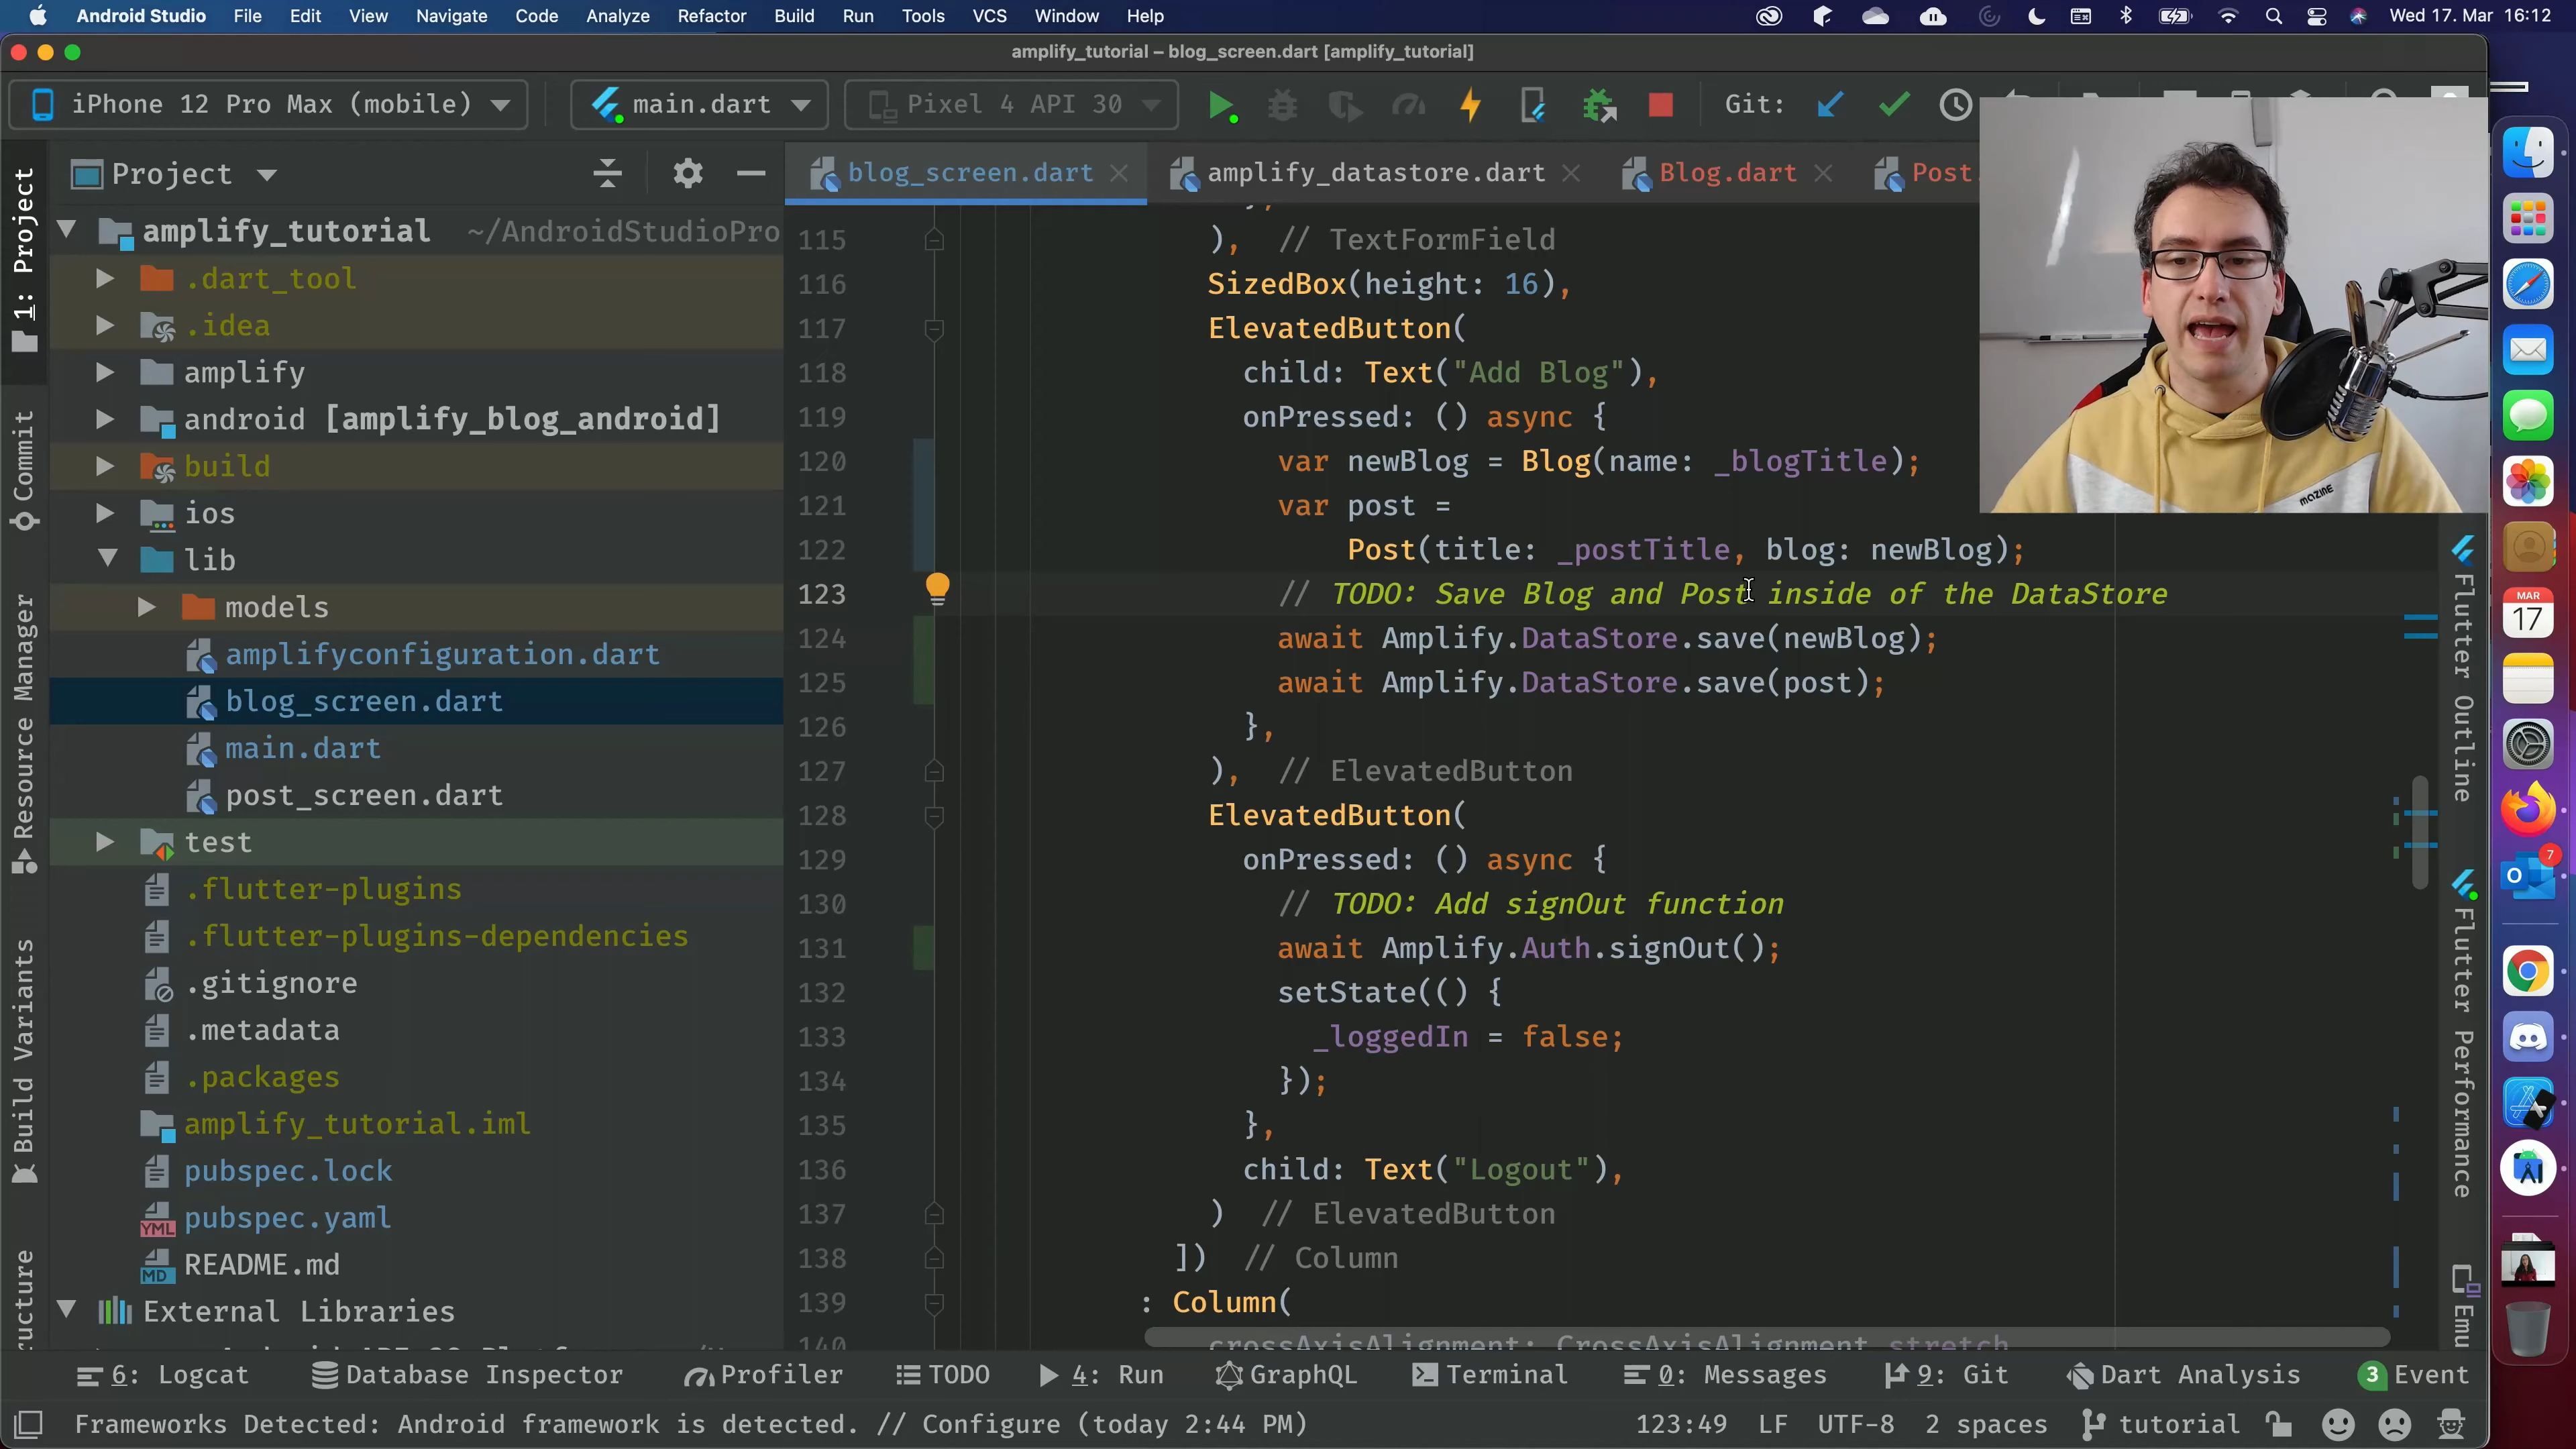 Android Studio File Edit View Navigate Code Analyze Refactor Build Run Tools VCS Window Help Wed 17. Mar 16:12
amplify_tutorial – blog_screen.dart [amplify_tutorial]
iPhone 12 Pro Max (mobile) main.dart Pixel 4 API 30 Git:
Project blog_screen.dart amplify_datastore.dart Blog.dart Post
1: Project
Commit
Resource Manager
Build Variants
ructure
amplify_tutorial ~/AndroidStudioPro
.dart_tool
.idea
amplify
android [amplify_blog_android]
build
ios
lib
models
amplifyconfiguration.dart
blog_screen.dart
main.dart
post_screen.dart
test
.flutter-plugins
.flutter-plugins-dependencies
.gitignore
.metadata
.packages
amplify_tutorial.iml
pubspec.lock
pubspec.yaml
README.md
External Libraries
115 ), // TextFormField
116 SizedBox(height: 16),
117 ElevatedButton(
118 child: Text("Add Blog"),
119 onPressed: () async {
120 var newBlog = Blog(name: _blogTitle);
121 var post =
122 Post(title: _postTitle, blog: newBlog);
123 // TODO: Save Blog and Post inside of the DataStore
124 await Amplify.DataStore.save(newBlog);
125 await Amplify.DataStore.save(post);
126 },
127 ), // ElevatedButton
128 ElevatedButton(
129 onPressed: () async {
130 // TODO: Add signOut function
131 await Amplify.Auth.signOut();
132 setState(() {
133 _loggedIn = false;
134 });
135 },
136 child: Text("Logout"),
137 ) // ElevatedButton
138 ]) // Column
139 : Column(
140 crossAxisAlignment: CrossAxisAlignment.stretch
mazine
Flutter Outline
Flutter Performance
Emu
MAR
17
7
6: Logcat Database Inspector Profiler TODO 4: Run GraphQL Terminal 0: Messages 9: Git Dart Analysis 3 Event
Frameworks Detected: Android framework is detected. // Configure (today 2:44 PM) 123:49 LF UTF-8 2 spaces tutorial